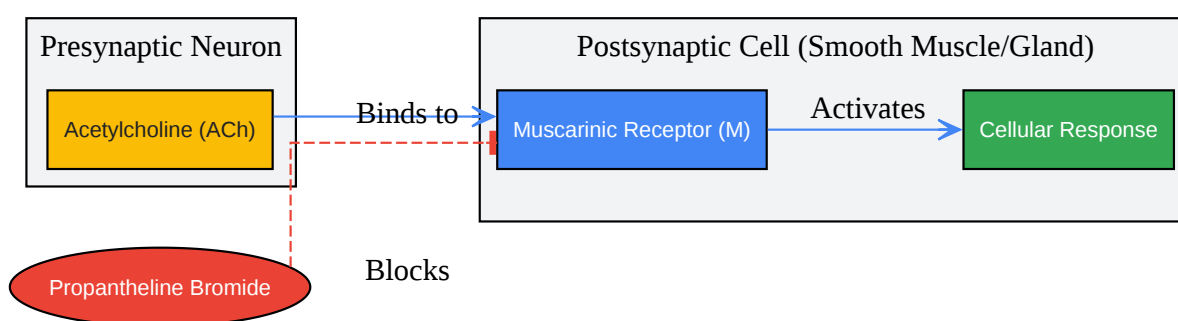 Presynaptic Neuron
Postsynaptic Cell (Smooth Muscle/Gland)
Acetylcholine (ACh)
Binds to
Muscarinic Receptor (M)
Activates
Cellular Response
Propantheline Bromide
Blocks